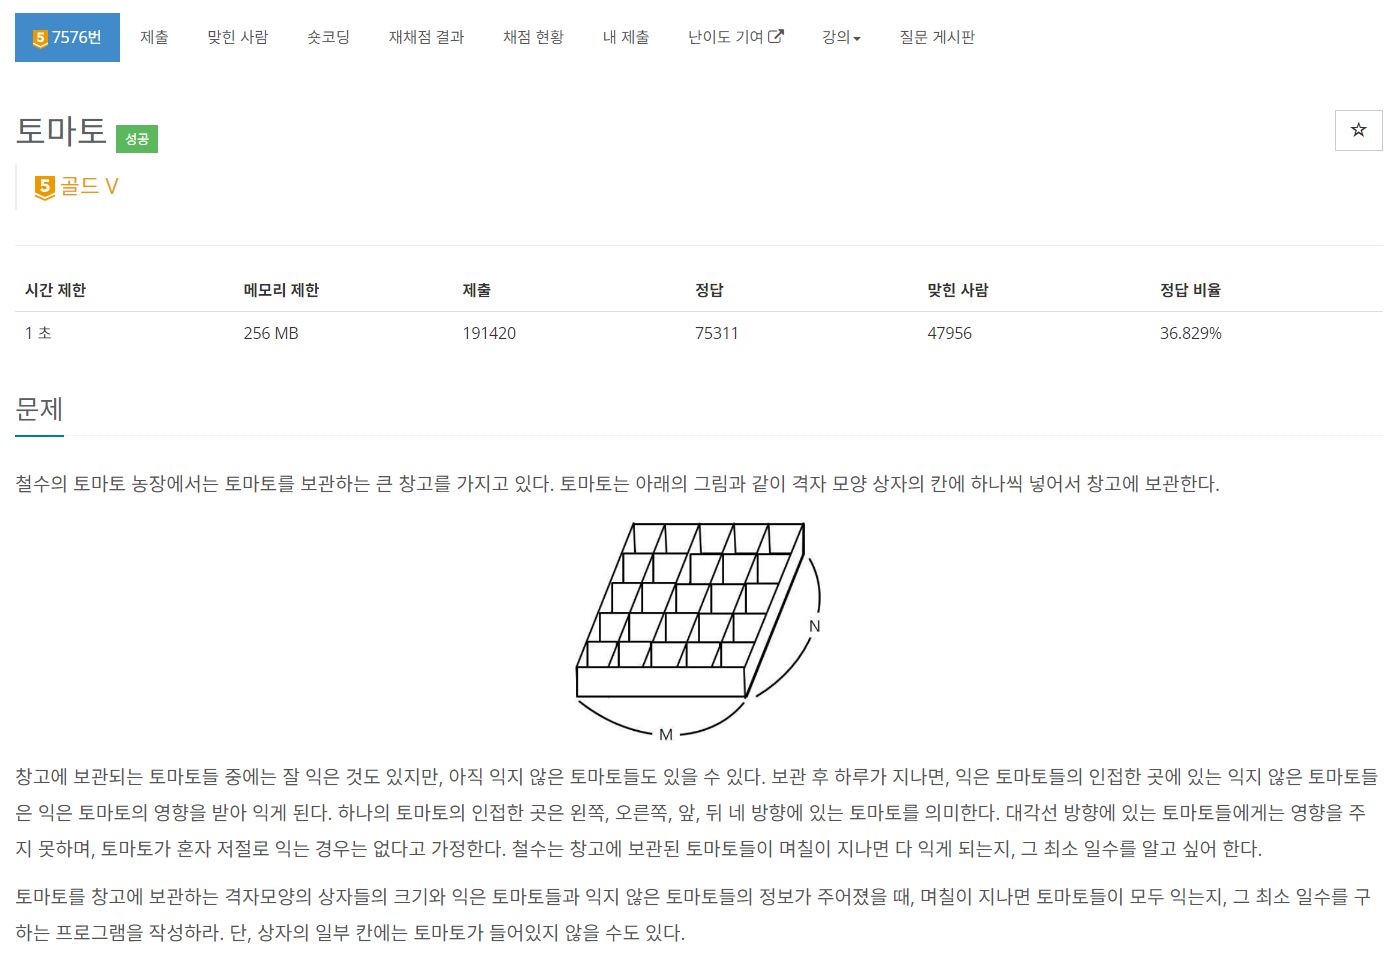 5 7576번 제출 맞힌 사람 숏코딩 재채점 결과 채점 현황 내 제출 난이도 기여 강의 질문 게시판
토마토 성공
5 골드 V
시간 제한 메모리 제한 제출 정답 맞힌 사람 정답 비율
1 초 256 MB 191420 75311 47956 36.829%
문제
철수의 토마토 농장에서는 토마토를 보관하는 큰 창고를 가지고 있다. 토마토는 아래의 그림과 같이 격자 모양 상자의 칸에 하나씩 넣어서 창고에 보관한다.
N
M
창고에 보관되는 토마토들 중에는 잘 익은 것도 있지만, 아직 익지 않은 토마토들도 있을 수 있다. 보관 후 하루가 지나면, 익은 토마토들의 인접한 곳에 있는 익지 않은 토마토들
은 익은 토마토의 영향을 받아 익게 된다. 하나의 토마토의 인접한 곳은 왼쪽, 오른쪽, 앞, 뒤 네 방향에 있는 토마토를 의미한다. 대각선 방향에 있는 토마토들에게는 영향을 주
지 못하며, 토마토가 혼자 저절로 익는 경우는 없다고 가정한다. 철수는 창고에 보관된 토마토들이 며칠이 지나면 다 익게 되는지, 그 최소 일수를 알고 싶어 한다.
토마토를 창고에 보관하는 격자모양의 상자들의 크기와 익은 토마토들과 익지 않은 토마토들의 정보가 주어졌을 때, 며칠이 지나면 토마토들이 모두 익는지, 그 최소 일수를 구
하는 프로그램을 작성하라. 단, 상자의 일부 칸에는 토마토가 들어있지 않을 수도 있다.